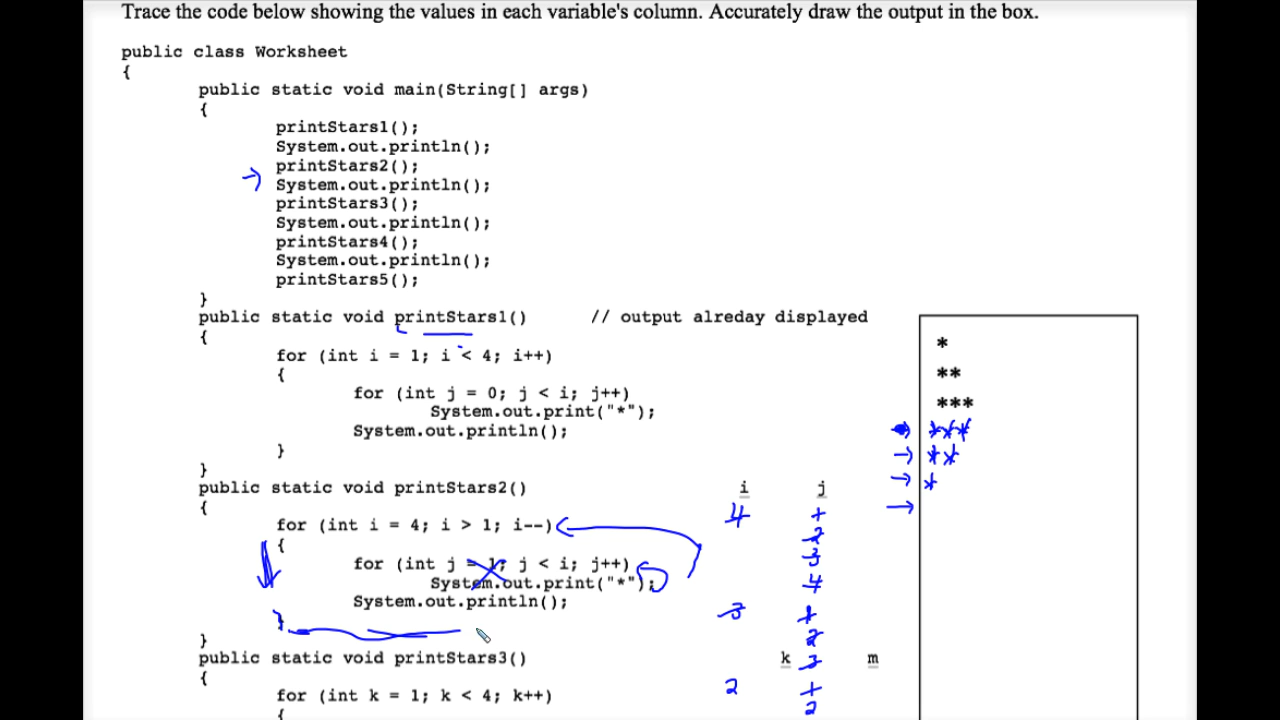 Trace the code below showing the values in each variable's column. Accurately draw the output in the box.
public class Worksheet
{
public static void main(String[] args)
{
printStars1();
System.out.println();
printStars2();
System.out.println();
printStars3();
System.out.println();
printStars4();
System.out.println();
printStars5();
}
public static void printStars1() // output alreday displayed
{
for (int i = 1; i < 4; i++)
{
for (int j = 0; j < i; j++)
System.out.print("*");
System.out.println();
}
}
*
**
***
***
**
*
public static void printStars2() i j
{
for (int i = 4; i > 1; i--)
{
for (int j = 1; j < i; j++)
System.out.print("*");
System.out.println();
}
}
4 1
2
3
4
3 1
2
3
2 1
2
public static void printStars3() k m
{
for (int k = 1; k < 4; k++)
{